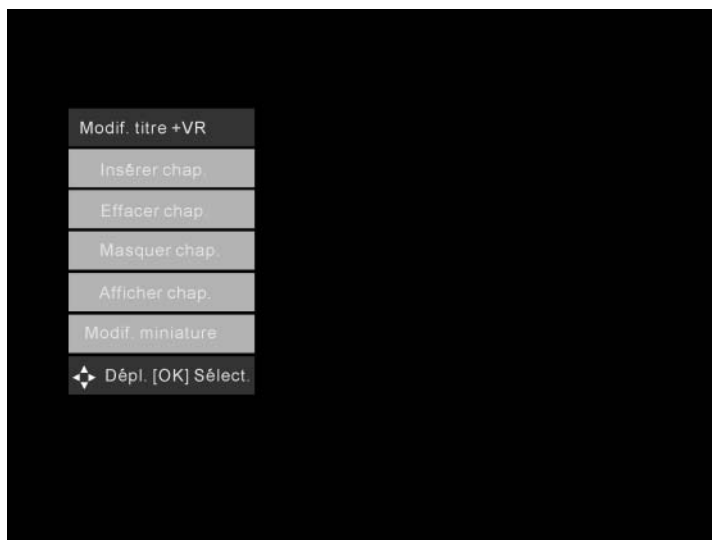 Modif. titre +VR
Insérer chap.
Effacer chap.
Masquer chap.
Afficher chap.
Modif. miniature
Dépl. [OK] Sélect.